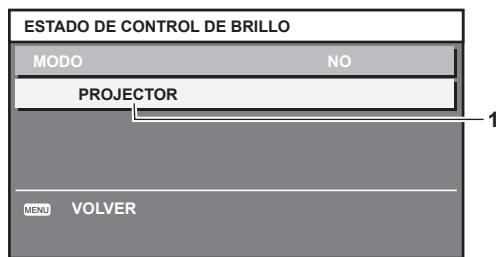 ESTADO DE CONTROL DE BRILLO
MODO NO
PROJECTOR
1
MENU VOLVER